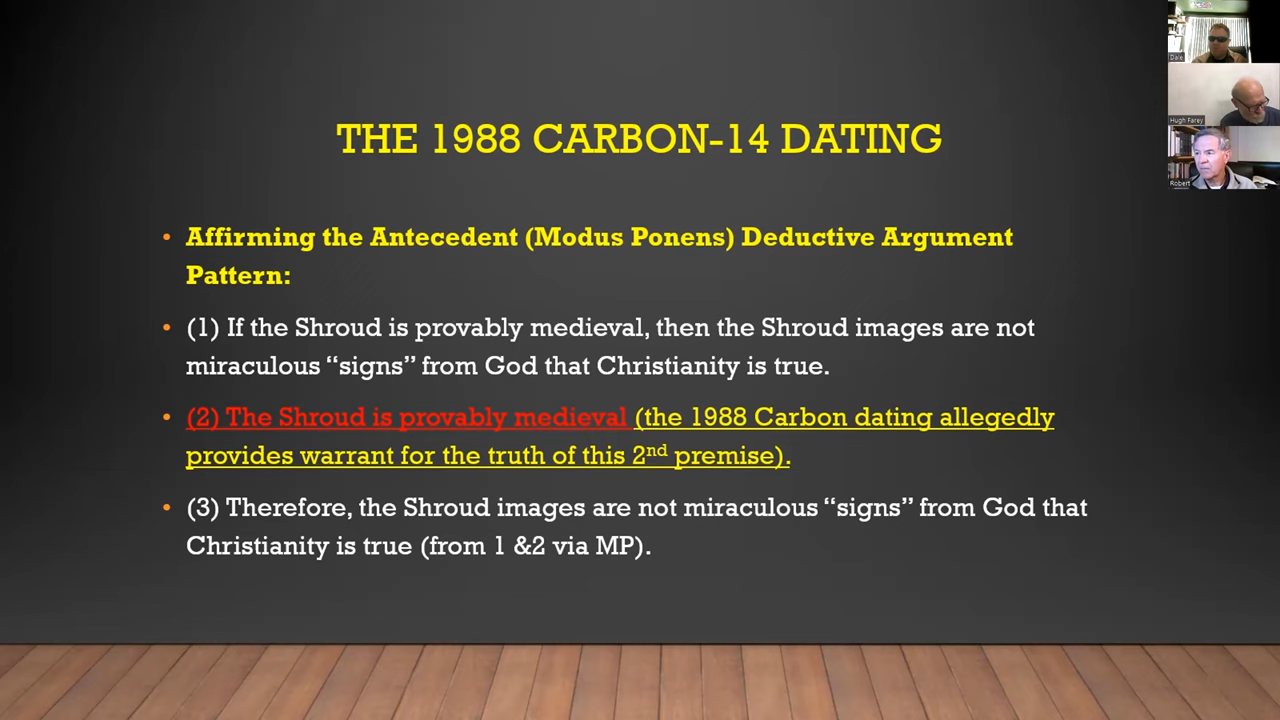 THE 1988 CARBON-14 DATING
• Affirming the Antecedent (Modus Ponens) Deductive Argument
Pattern:
• (1) If the Shroud is provably medieval, then the Shroud images are not
miraculous “signs” from God that Christianity is true.
• (2) The Shroud is provably medieval (the 1988 Carbon dating allegedly
provides warrant for the truth of this 2nd premise).
• (3) Therefore, the Shroud images are not miraculous “signs” from God that
Christianity is true (from 1 &2 via MP).
Dale
Hugh Farey
Robert